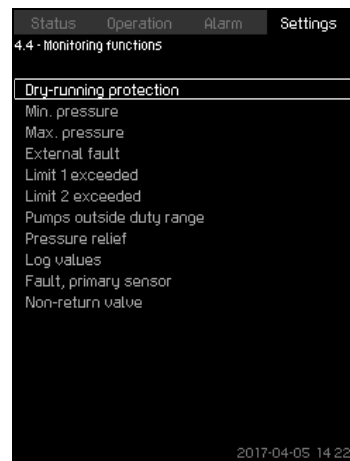 Status Operation Alarm Settings
4.4 - Monitoring functions
Dry-running protection
Min. pressure
Max. pressure
External fault
Limit 1 exceeded
Limit 2 exceeded
Pumps outside duty range
Pressure relief
Log values
Fault, primary sensor
Non-return valve
2017-04-05 14:22